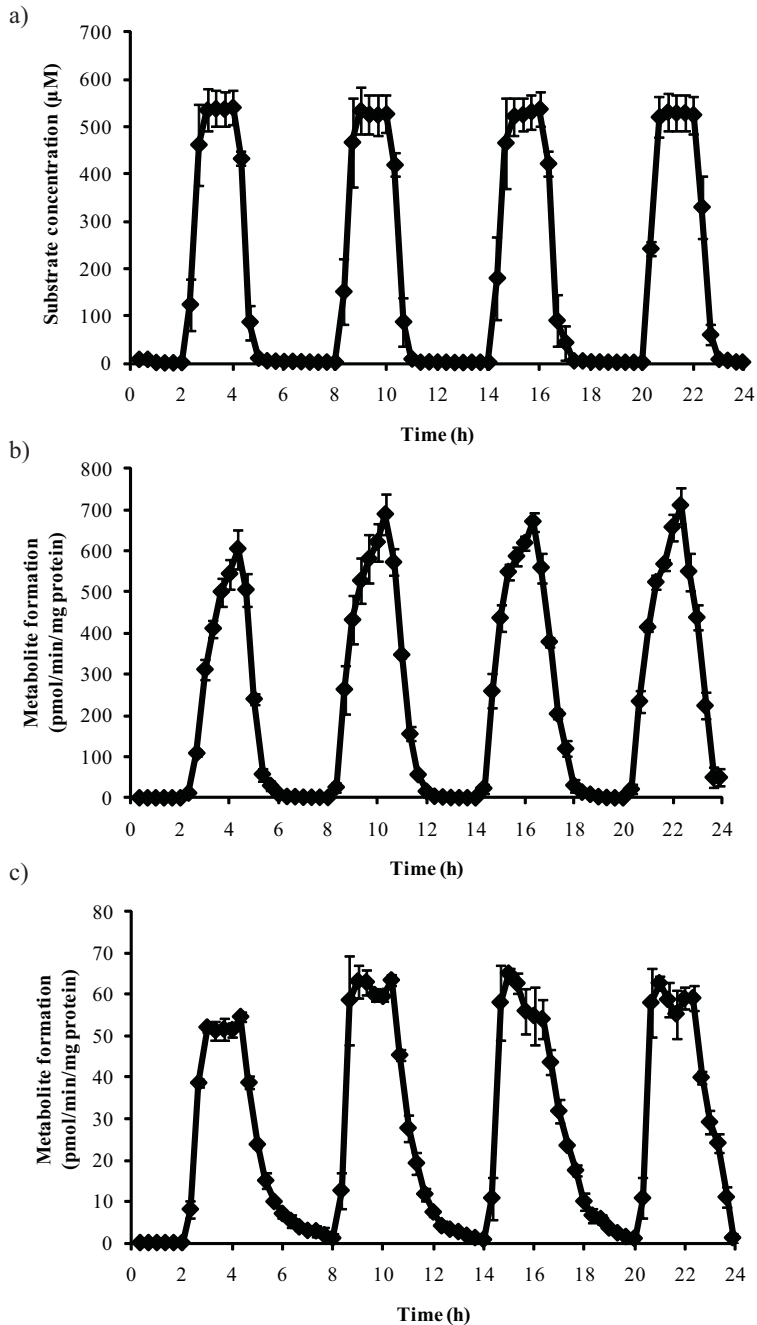 a)
700
600
500
400
300
200
100
0
Substrate concentration (µM)
0 2 4 6 8 10 12 14 16 18 20 22 24
Time (h)
b)
800
700
600
500
400
300
200
100
0
Metabolite formation
(pmol/min/mg protein)
0 2 4 6 8 10 12 14 16 18 20 22 24
Time (h)
c)
80
70
60
50
40
30
20
10
0
Metabolite formation
(pmol/min/mg protein)
0 2 4 6 8 10 12 14 16 18 20 22 24
Time (h)